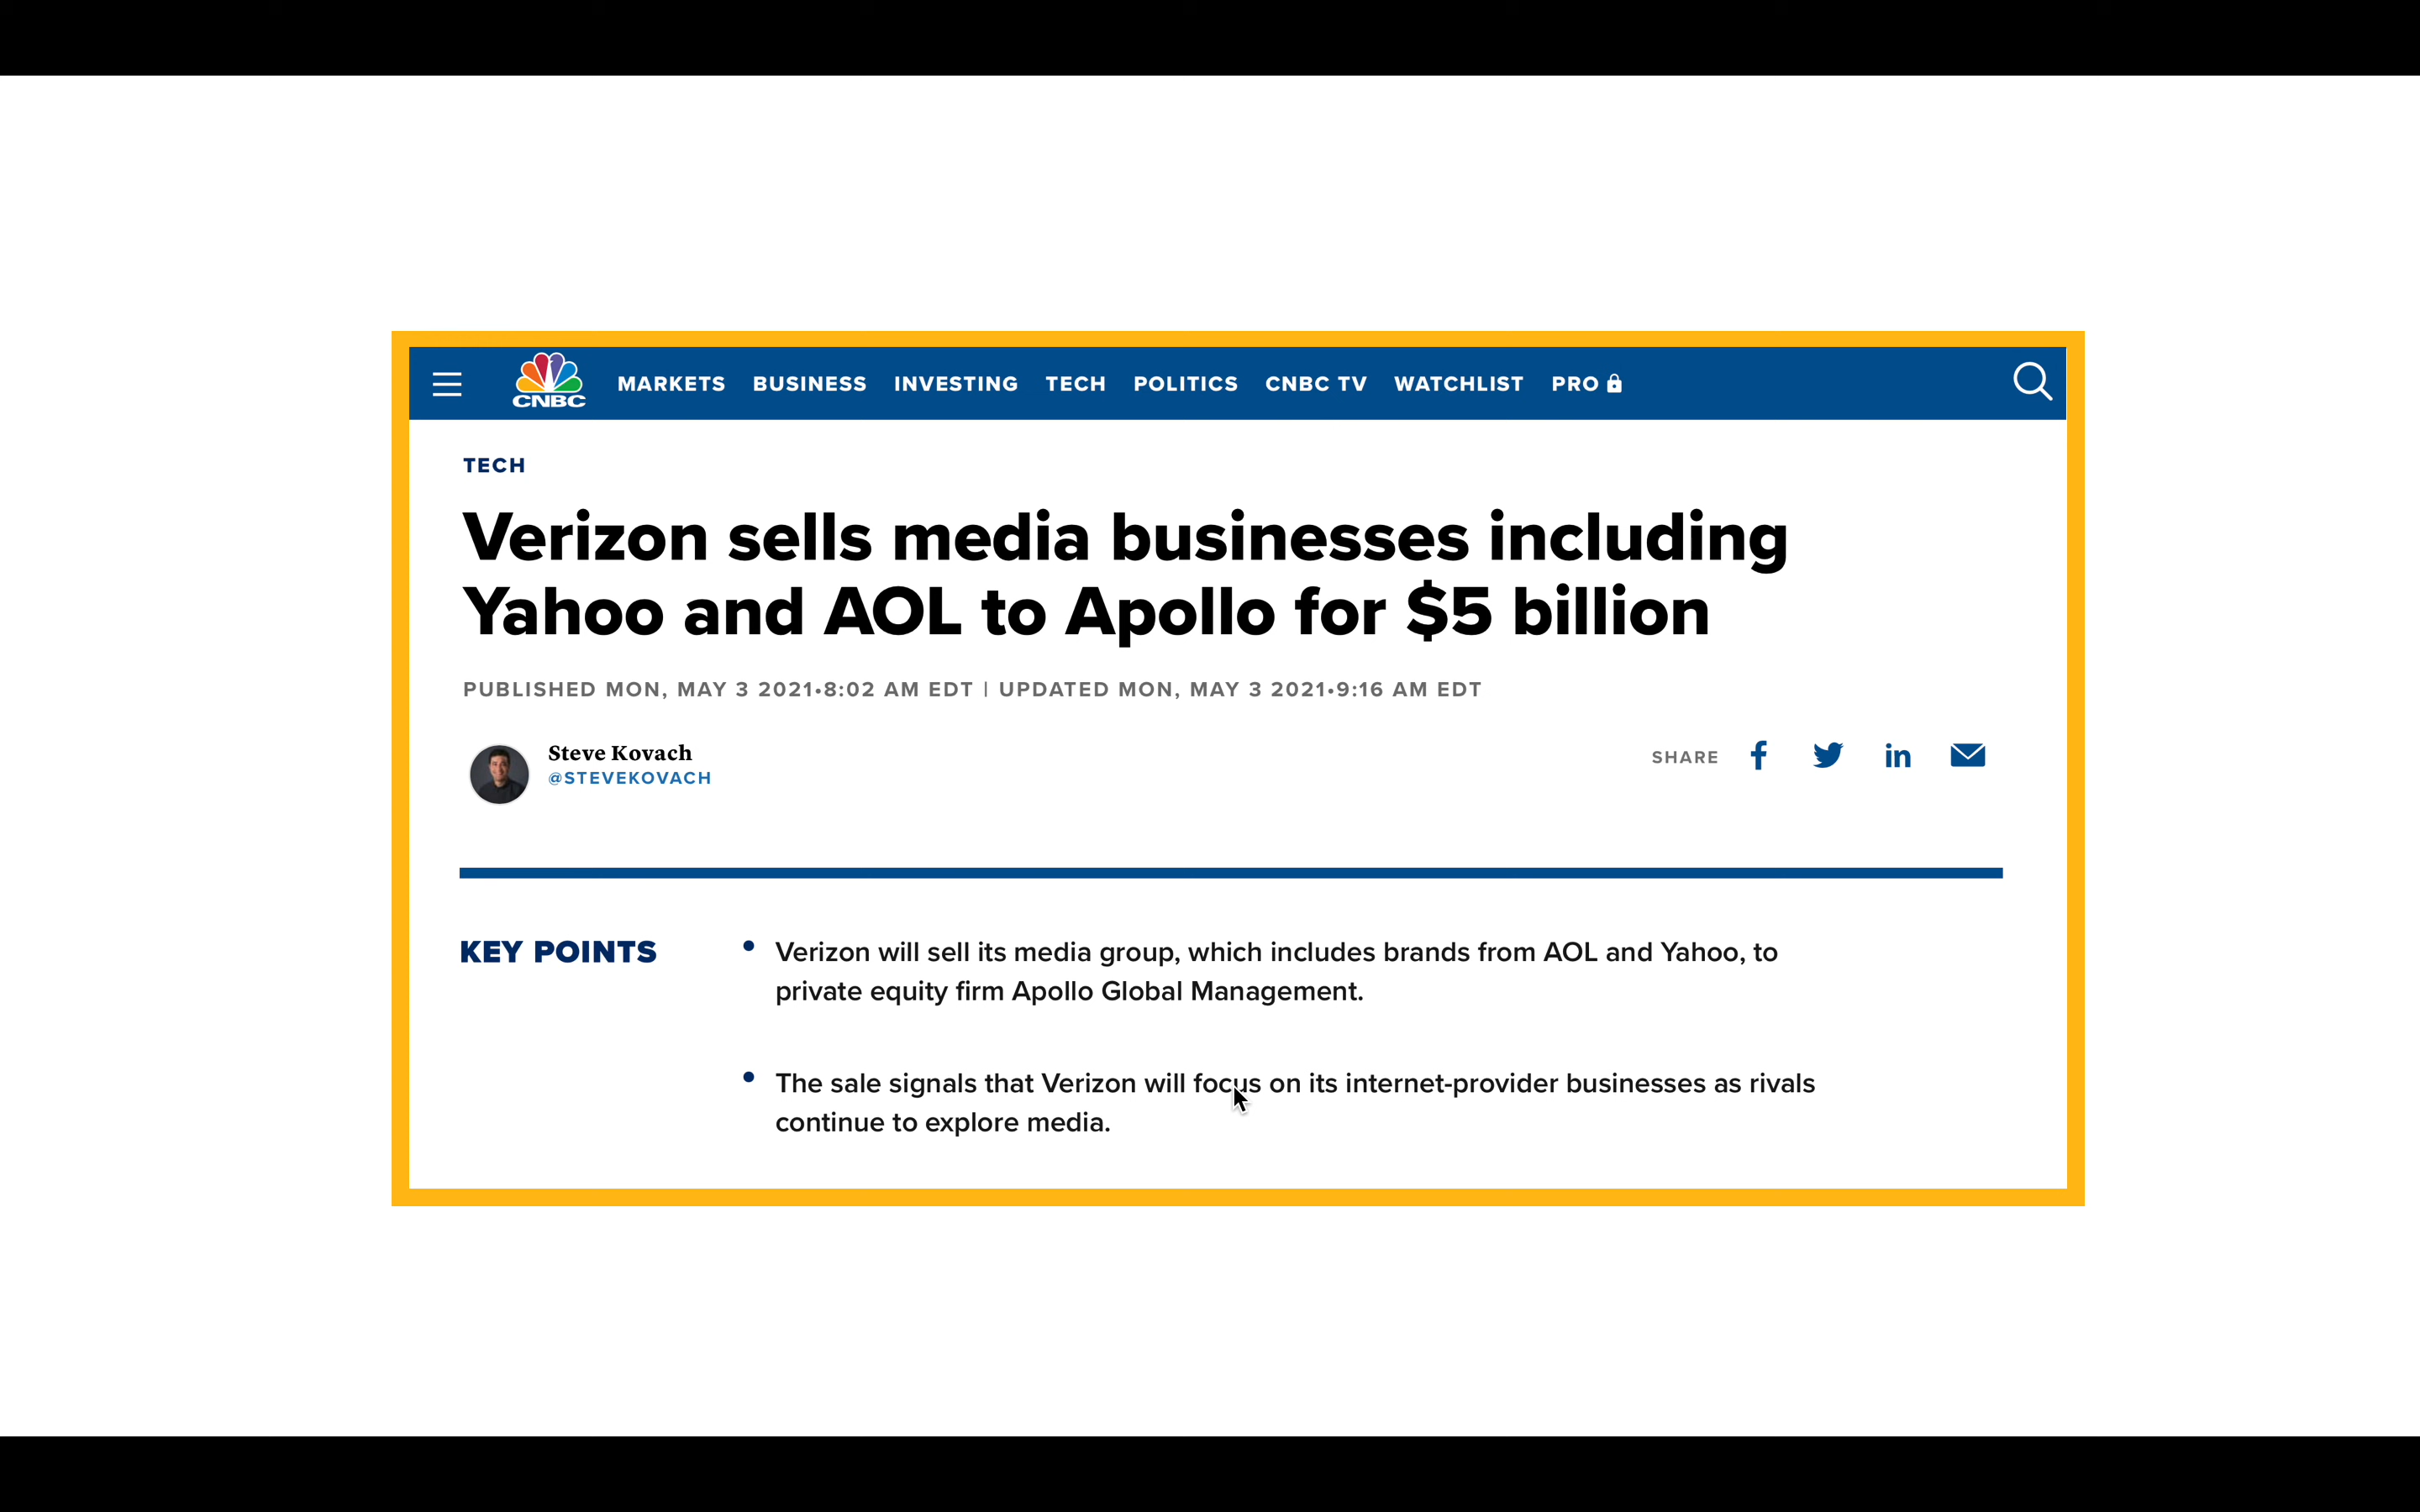 CNBC
MARKETS BUSINESS INVESTING TECH POLITICS CNBC TV WATCHLIST PRO
TECH
Verizon sells media businesses including
Yahoo and AOL to Apollo for $5 billion
PUBLISHED MON, MAY 3 2021•8:02 AM EDT | UPDATED MON, MAY 3 2021•9:16 AM EDT
Steve Kovach
@STEVEKOVACH
SHARE
KEY POINTS
• Verizon will sell its media group, which includes brands from AOL and Yahoo, to
private equity firm Apollo Global Management.
• The sale signals that Verizon will focus on its internet-provider businesses as rivals
continue to explore media.